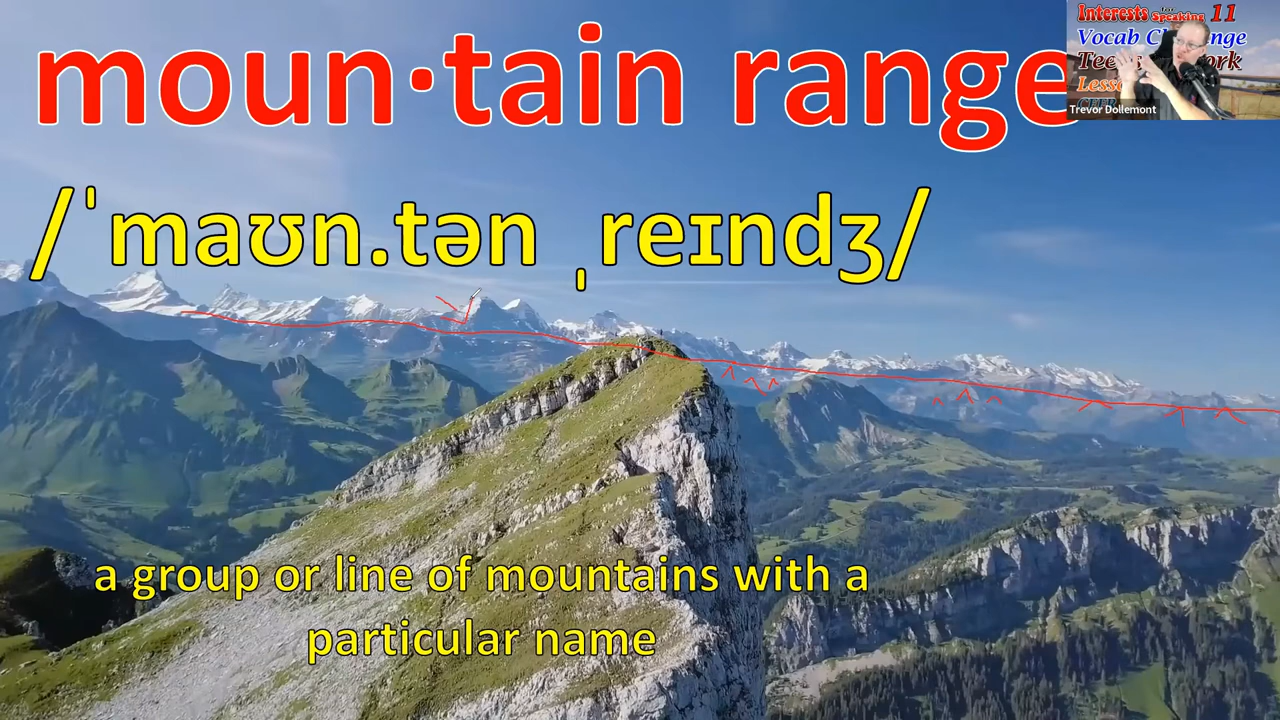 moun·tain range
/ˈmaʊn.tən ˌreɪndʒ/
a group or line of mountains with a
particular name
Interests for Speaking 11
Vocab
Trevor Dollemont